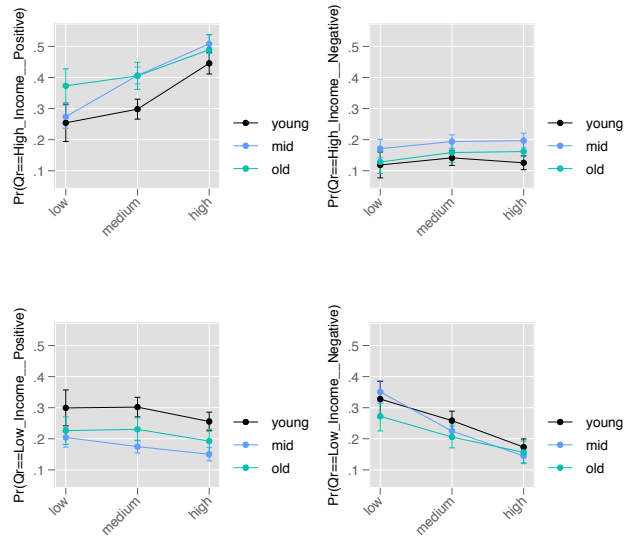 Pr(Qr==High_Income__Positive)
.5
.4
.3
.2
.1
low
medium
high
young
mid
old
Pr(Qr==High_Income__Negative)
.5
.4
.3
.2
.1
low
medium
high
young
mid
old
Pr(Qr==Low_Income__Positive)
.5
.4
.3
.2
.1
low
medium
high
young
mid
old
Pr(Qr==Low_Income__Negative)
.5
.4
.3
.2
.1
low
medium
high
young
mid
old